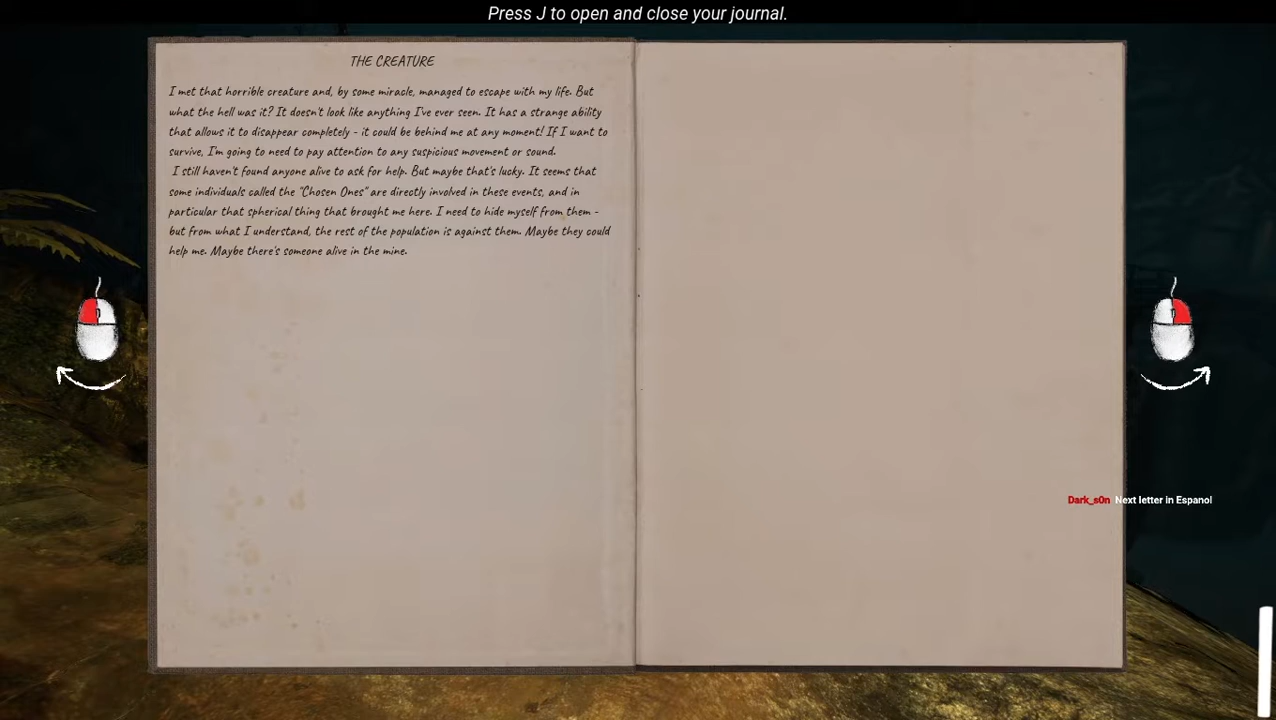 Press J to open and close your journal.
THE CREATURE
I met that horrible creature and, by some miracle, managed to escape with my life. But
what the hell was it? It doesn't look like anything I've ever seen. It has a strange ability
that allows it to disappear completely - it could be behind me at any moment! If I want to
survive, I'm going to need to pay attention to any suspicious movement or sound.
I still haven't found anyone alive to ask for help. But maybe that's lucky. It seems that
some individuals called the "Chosen Ones" are directly involved in these events, and in
particular that spherical thing that brought me here. I need to hide myself from them -
but from what I understand, the rest of the population is against them. Maybe they could
help me. Maybe there's someone alive in the mine.
Dark_s0n Next letter in Espanol